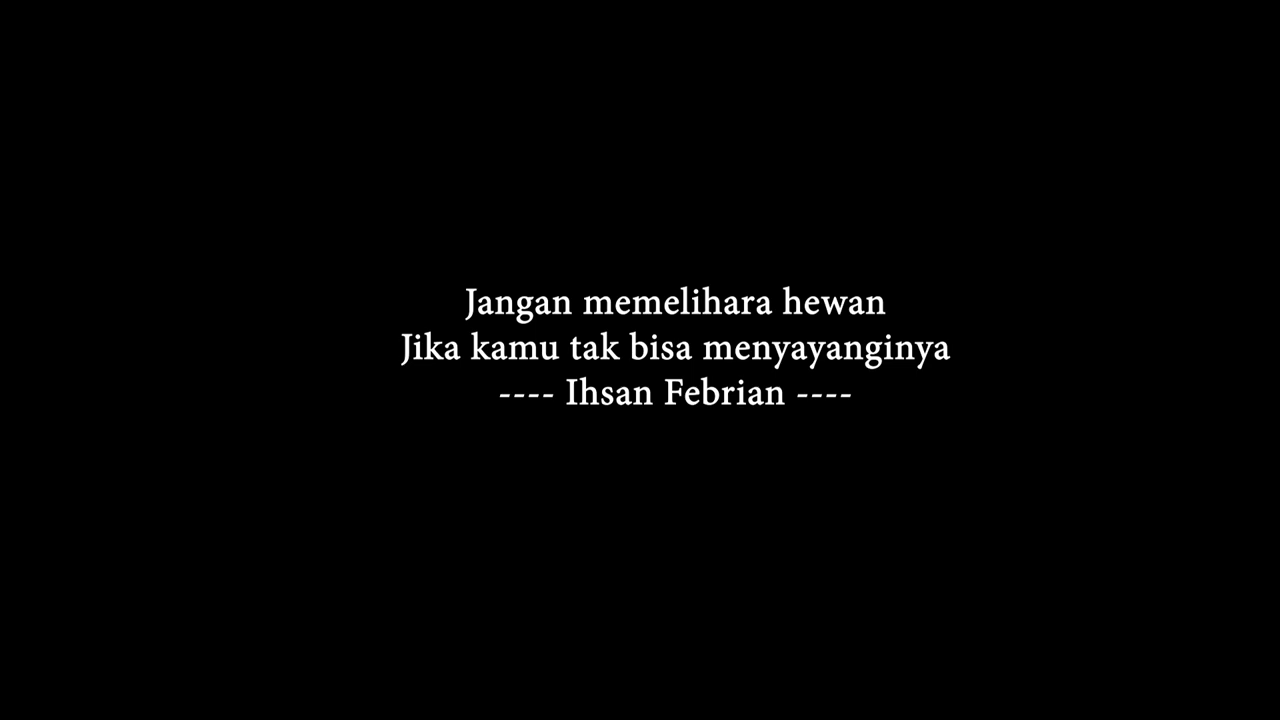 Jangan memelihara hewan
Jika kamu tak bisa menyayanginya
---- Ihsan Febrian ----